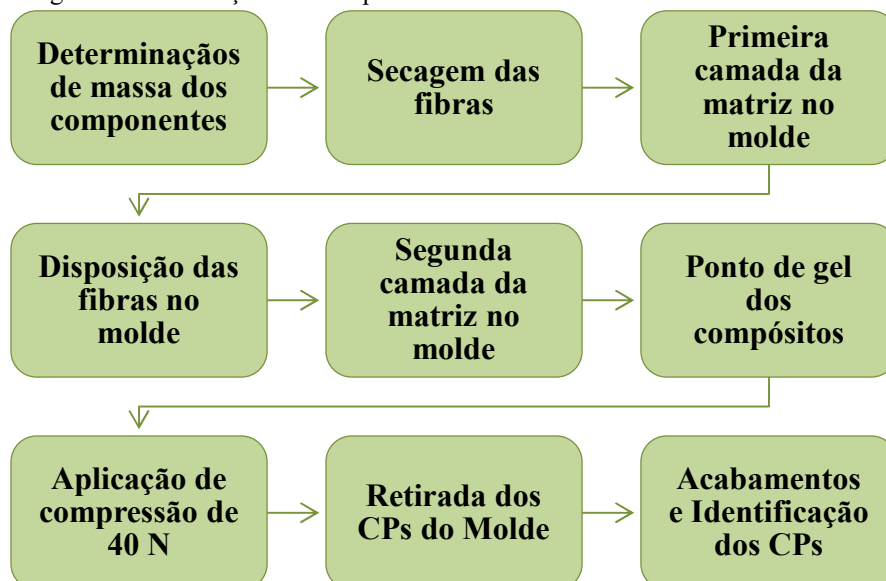 Determinaçãos
de massa dos
componentes
Secagem das
fibras
Primeira
camada da
matriz no
molde
Disposição das
fibras no
molde
Segunda
camada da
matriz no
molde
Ponto de gel
dos
compósitos
Aplicação de
compressão de
40 N
Retirada dos
CPs do Molde
Acabamentos
e Identificação
dos CPs